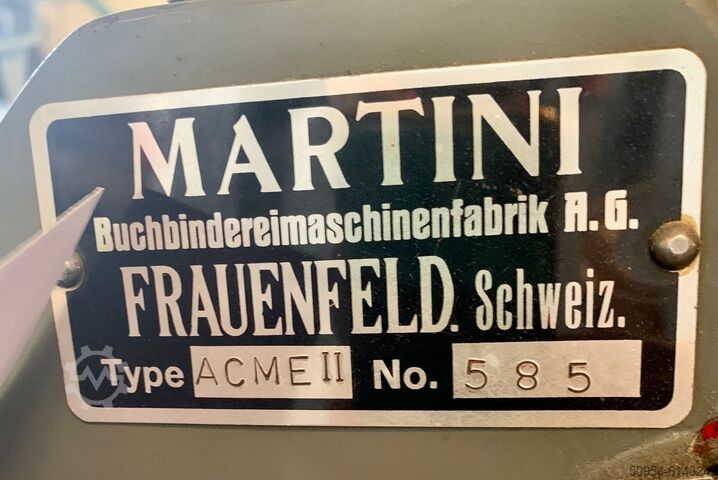 MARTINI
Buchbindereimaschinenfabrik A.G.
FRAUENFELD. Schweiz.
Type ACME II No. 585